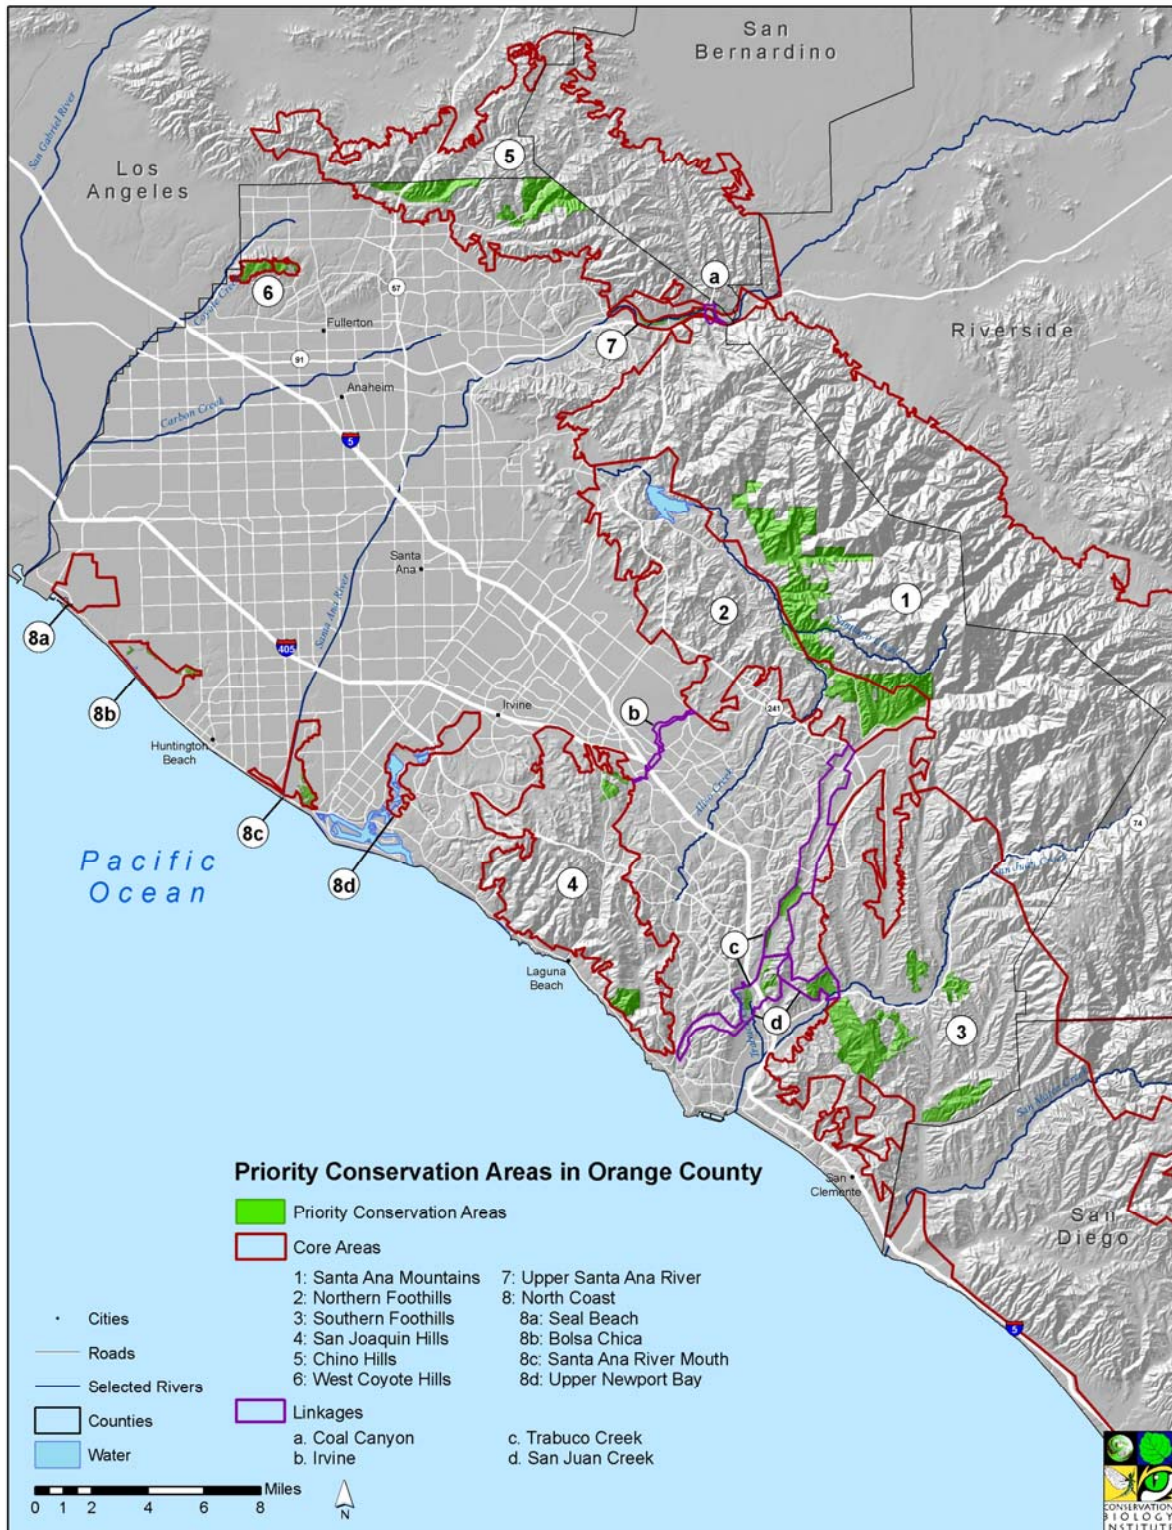 San
Bernardino
San Gabriel River
Los
Angeles
5
a
6
57
Fullerton
7
Riverside
91
Anaheim
Carbon Creek
5
Santa
Ana
Santa Ana River
2
1
8a
405
8b
b
Irvine
241
Huntington
Beach
8c
Aliso Creek
74
San Juan Creek
Pacific
Ocean
8d
4
c
Laguna
Beach
d
3
San Mateo Creek
San
Clemente
San
Diego
5
Priority Conservation Areas in Orange County
Priority Conservation Areas
Core Areas
1: Santa Ana Mountains
2: Northern Foothills
3: Southern Foothills
4: San Joaquin Hills
5: Chino Hills
6: West Coyote Hills
7: Upper Santa Ana River
8: North Coast
8a: Seal Beach
8b: Bolsa Chica
8c: Santa Ana River Mouth
8d: Upper Newport Bay
Linkages
a. Coal Canyon
b. Irvine
c. Trabuco Creek
d. San Juan Creek
Cities
Roads
Selected Rivers
Counties
Water
Miles
0 1 2 4 6 8
N
CONSERVATION
BIOLOGY
INSTITUTE